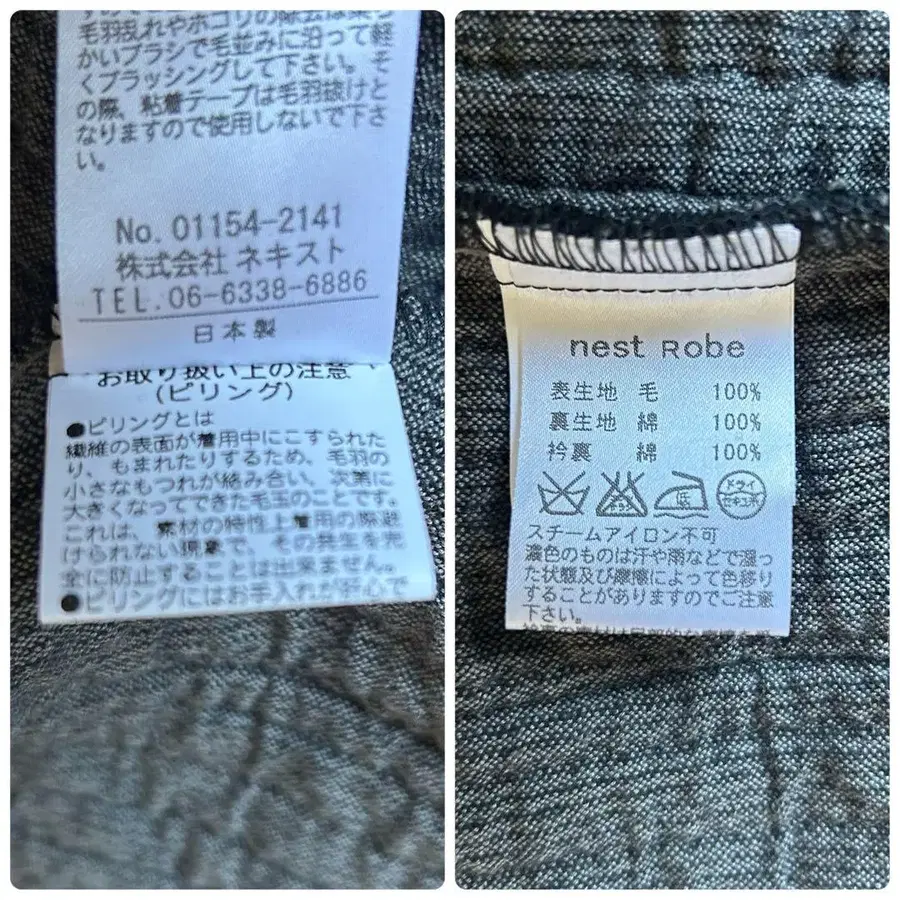 毛羽乱れやホコリの除去は柔ら
かいブラシで毛並みに沿って軽
くブラッシングして下さい。そ
の際、粘着テープは毛羽抜けと
なりますので使用しないで下さ
い。
No. 01154-2141
株式会社 ネキスト
TEL.06-6338-6886
日本製
お取り扱い上の注意
(ピリング)
●ピリングとは
繊維の表面が着用中にこすられた
り、もまれたりするため、毛羽の
小さなもつれが絡み合い、次第に
大きくなってできた毛玉のことです。
これは、素材の特性上着用の際避
けられない現象で、その発生を完
全に防止することは出来ません。
●ピリングにはお手入れが肝心で
nest Robe
表生地 毛 100%
裏生地 綿 100%
衿裏 綿 100%
エンソ
サラシ
低
ドライ
セキユ系
スチームアイロン不可
濃色のものは汗や雨などで湿っ
た状態及び摩擦によって色移り
することがありますのでご注意
下さい。